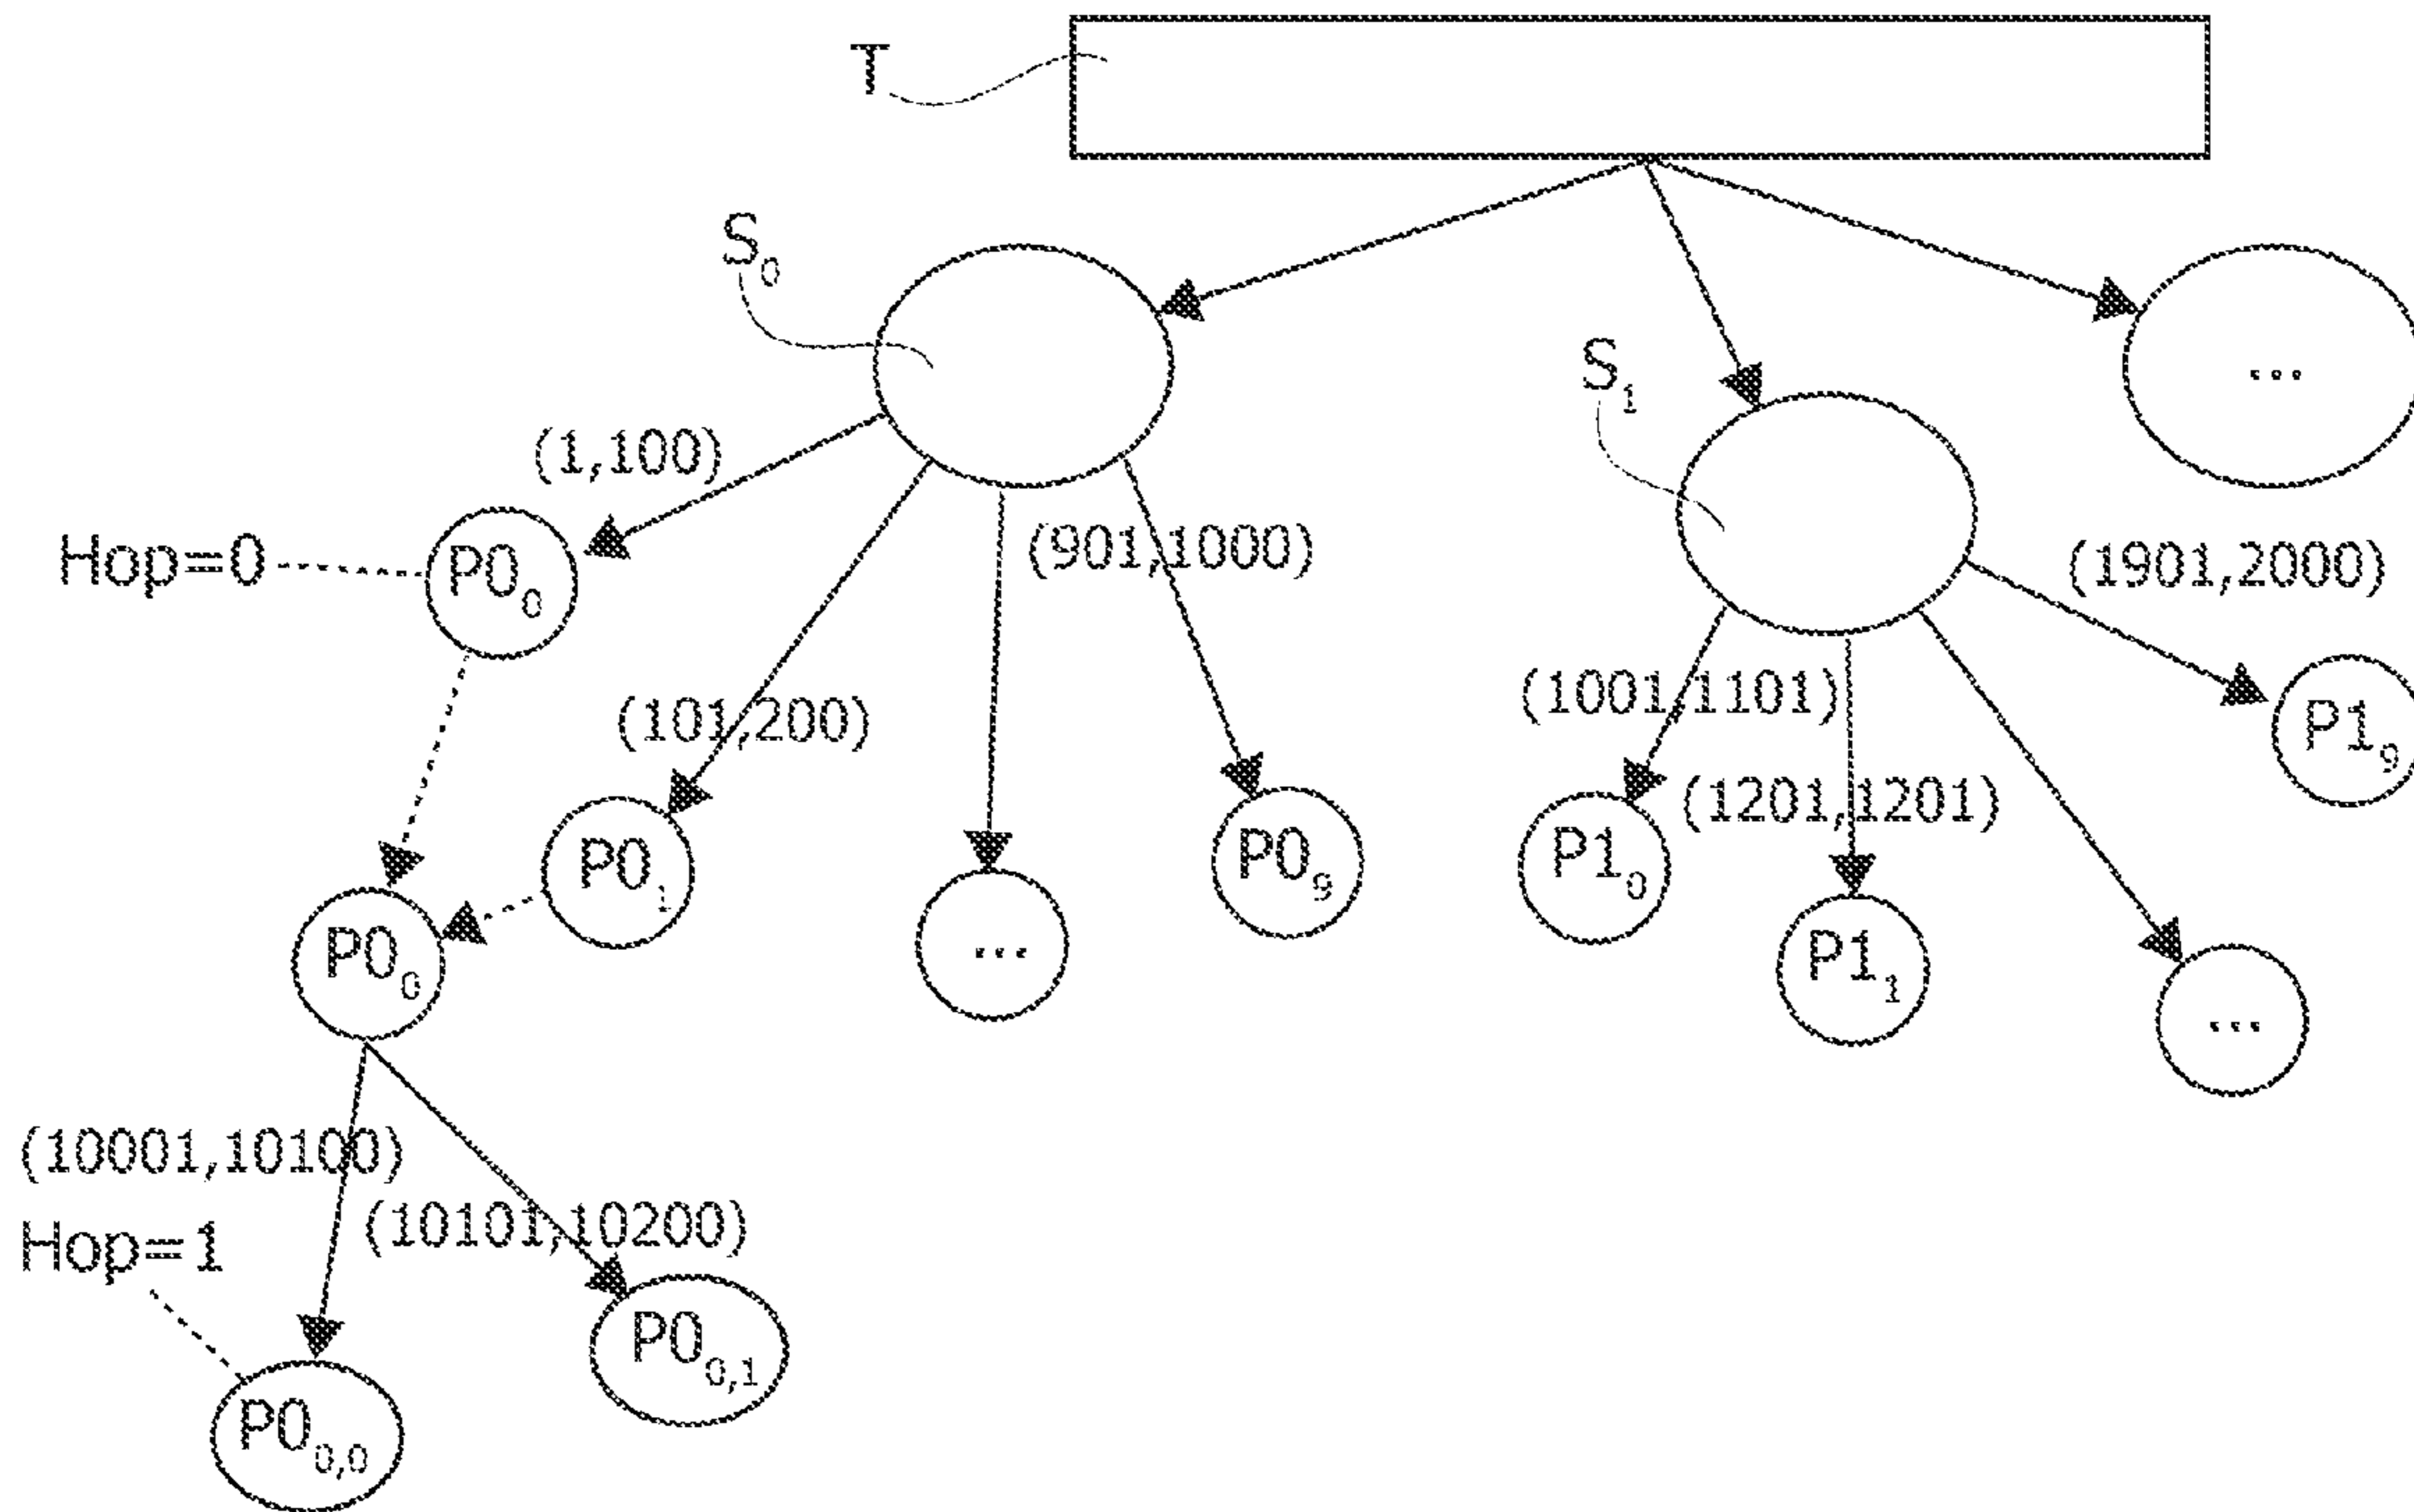 T
S0
S1
...
(1,100)
(901,1000)
(1901,2000)
Hop=0
P00
(101,200)
(1001,1101)
P19
(1201,1201)
P01
P09
P10
P00
...
P11
...
(10001,10100)
(10101,10200)
Hop=1
P00,1
P00,0